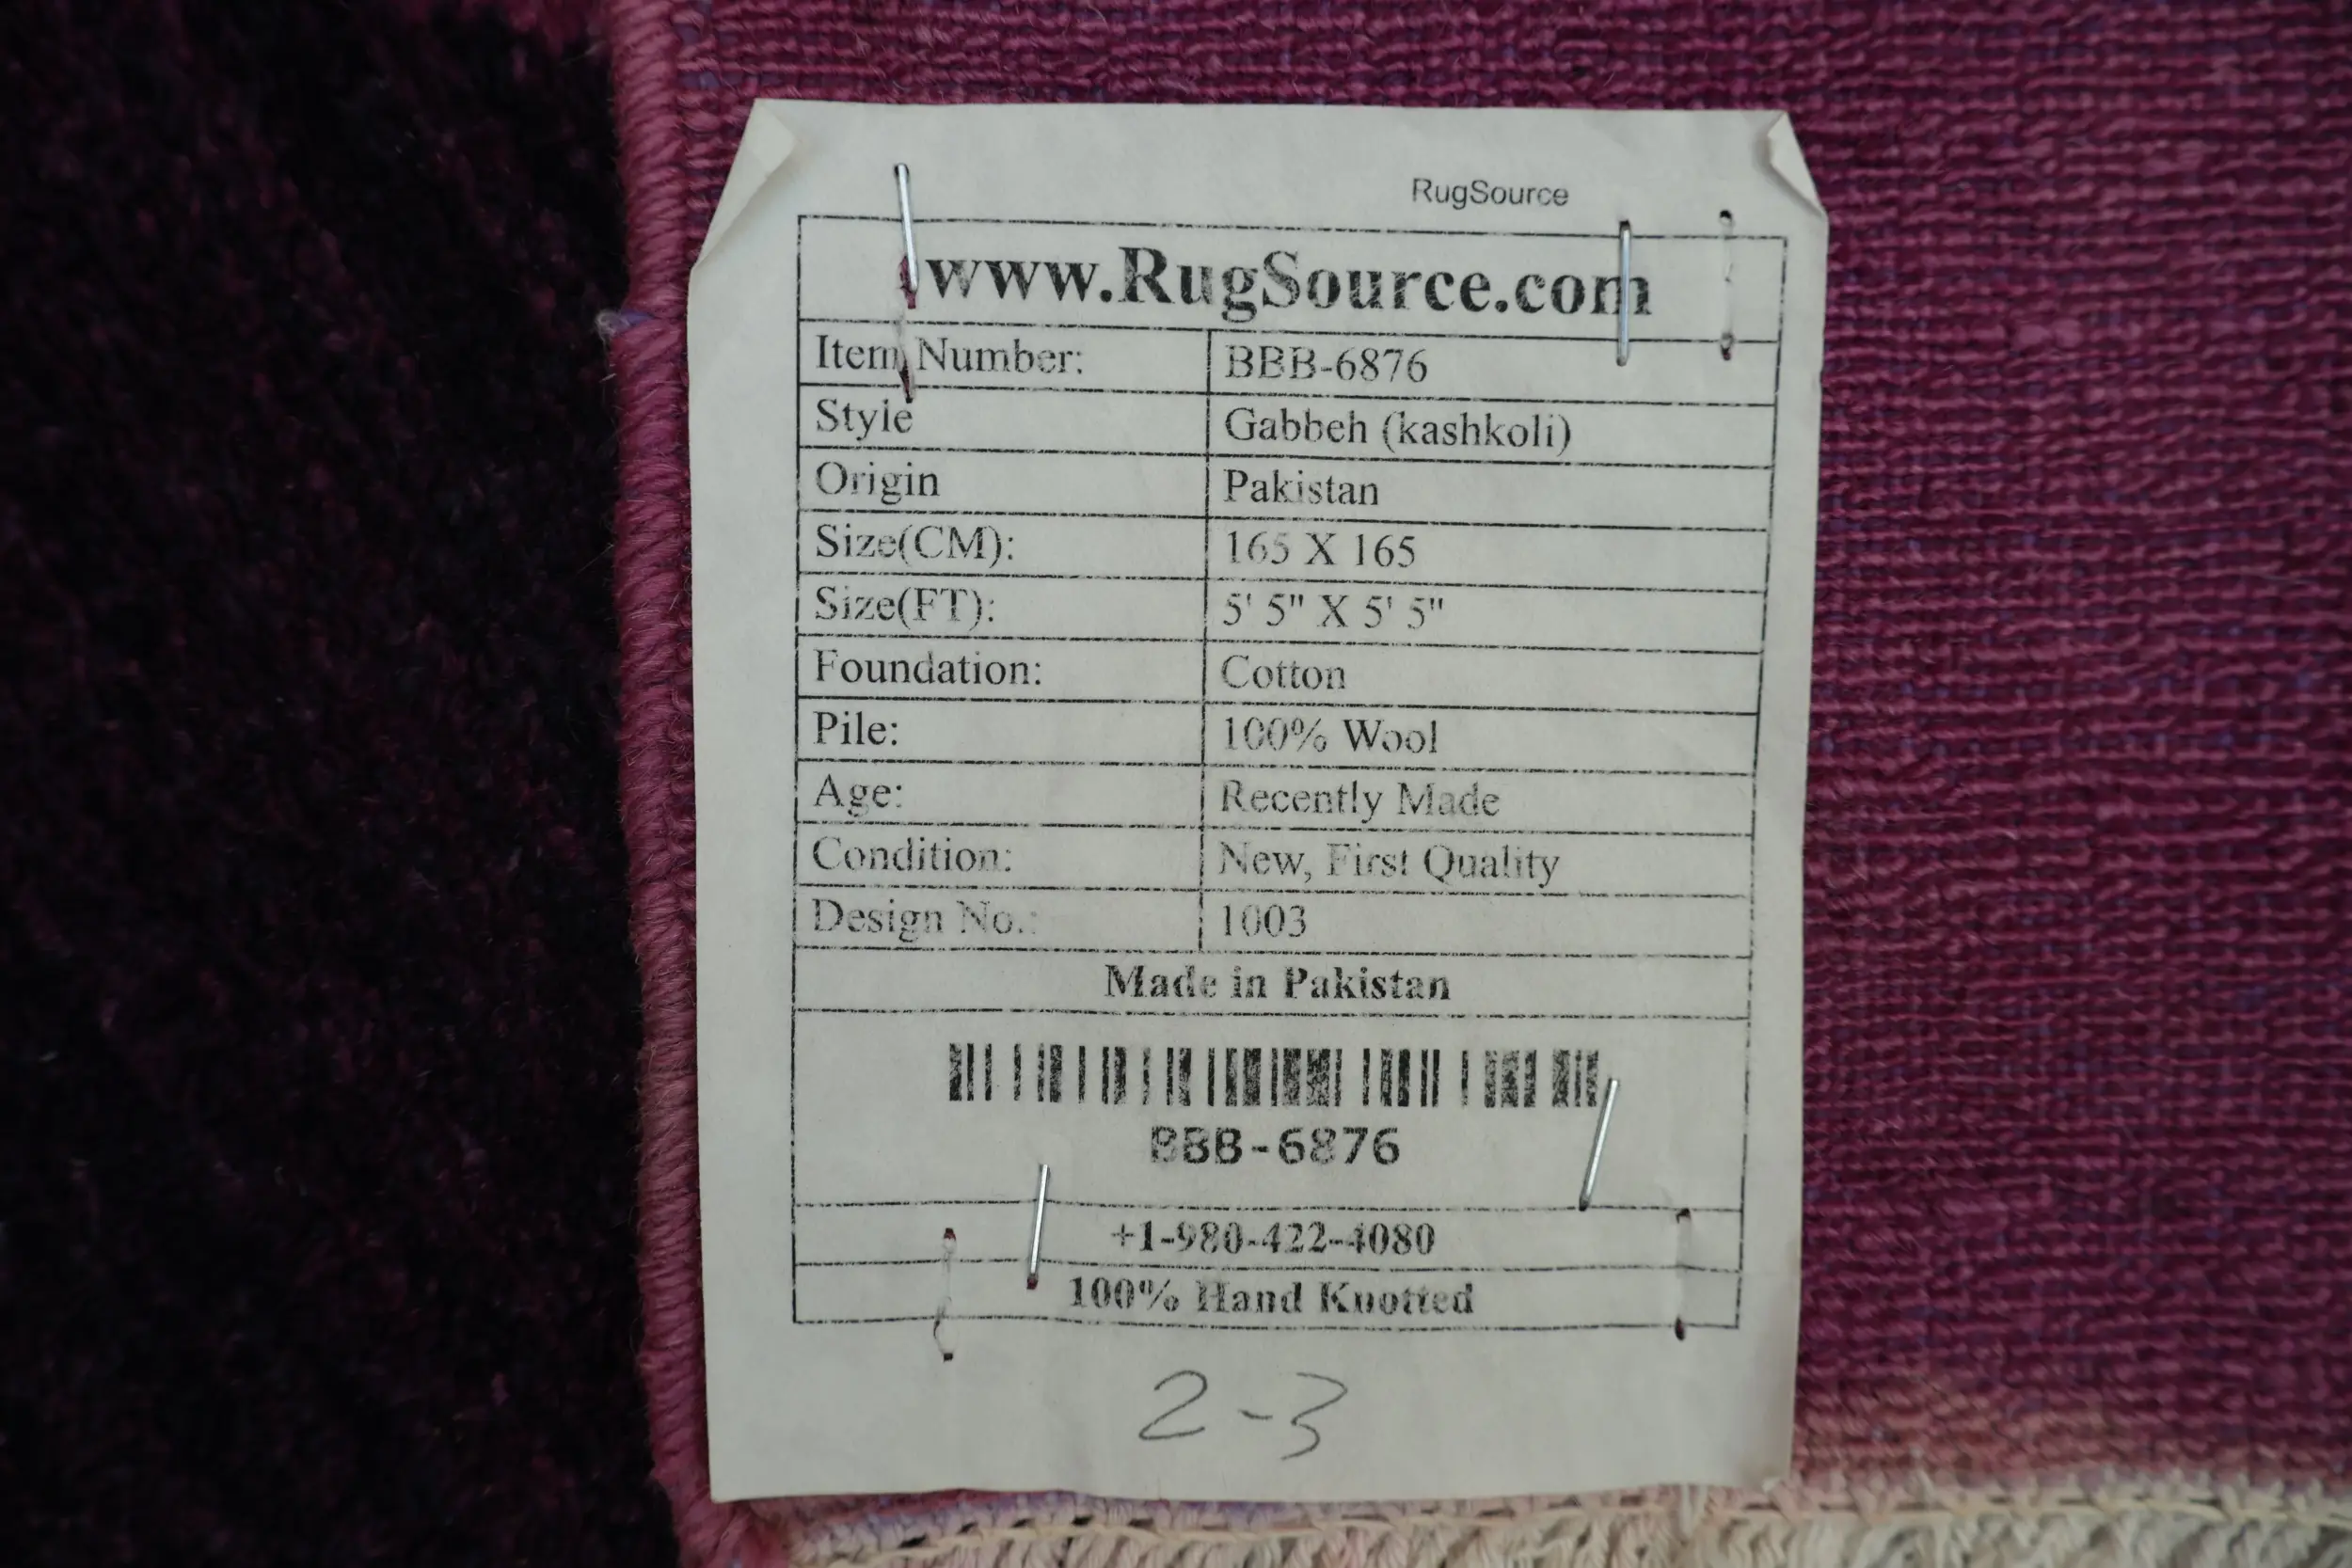 RugSource
www.RugSource.com
Item Number: BBB-6876
Style Gabbeh (kashkoli)
Origin Pakistan
Size(CM): 165 X 165
Size(FT): 5' 5" X 5' 5"
Foundation: Cotton
Pile: 100% Wool
Age: Recently Made
Condition: New, First Quality
Design No.: 1003
Made in Pakistan
BBB-6876
+1-980-422-4080
100% Hand Knotted
2-3